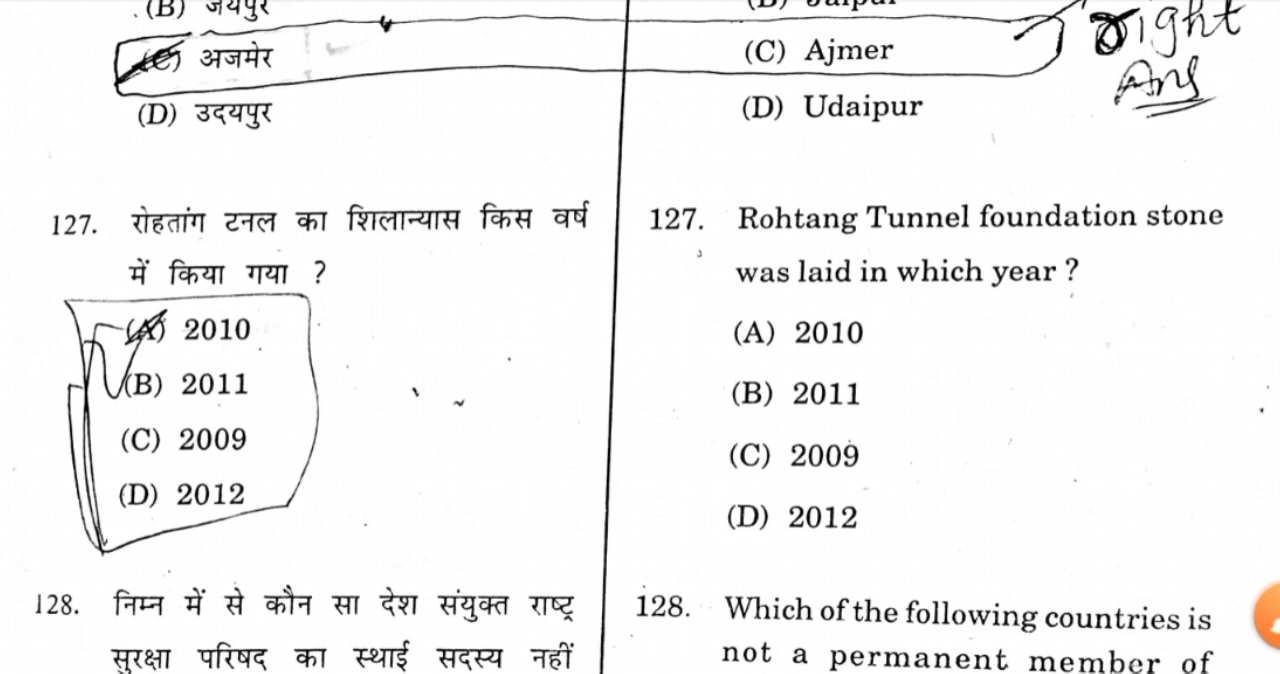 (B) जयपुर
(C) अजमेर
(D) उदयपुर
127. रोहतांग टनल का शिलान्यास किस वर्ष
में किया गया ?
(A) 2010
(B) 2011
(C) 2009
(D) 2012
128. निम्न में से कौन सा देश संयुक्त राष्ट्र
सुरक्षा परिषद का स्थाई सदस्य नहीं
(B) Jaipur
(C) Ajmer
(D) Udaipur
right
Ans
127. Rohtang Tunnel foundation stone
was laid in which year ?
(A) 2010
(B) 2011
(C) 2009
(D) 2012
128. Which of the following countries is
not a permanent member of